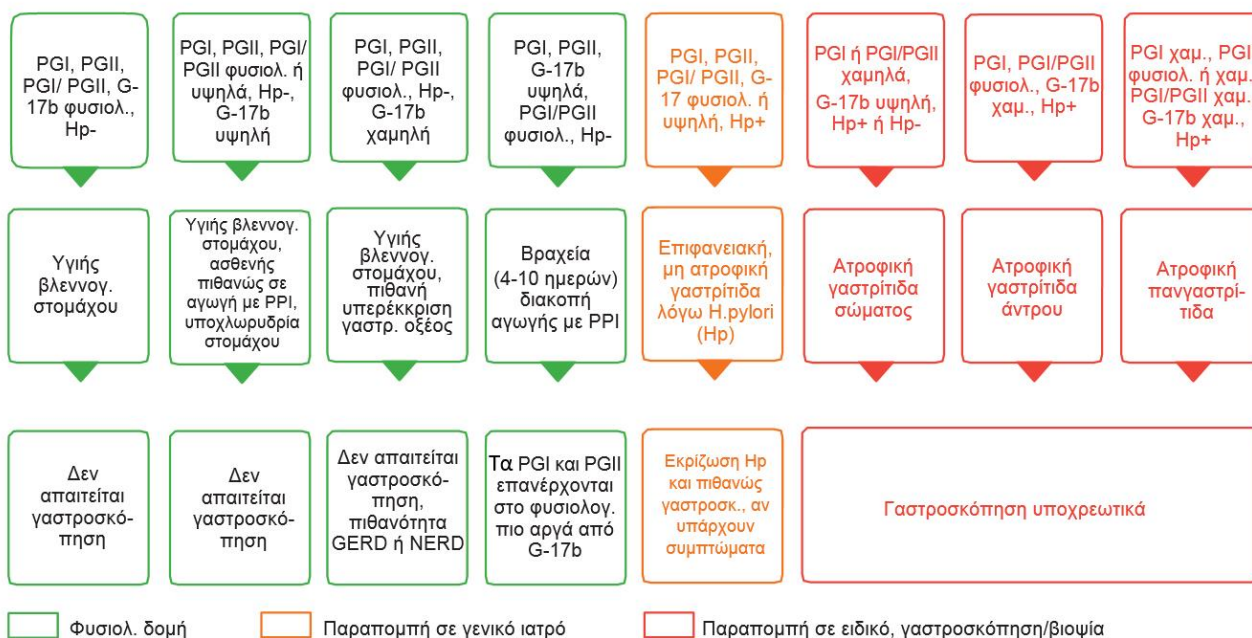 PGI, PGII,
PGI/ PGII, G-
17b φυσιολ.,
Hp-
PGI, PGII, PGI/
PGII φυσιολ. ή
υψηλά, Hp-,
G-17b
υψηλή
PGI, PGII,
PGI/ PGII
φυσιολ., Hp-,
G-17b
χαμηλή
PGI, PGII,
G-17b
υψηλά,
PGI/PGII
φυσιολ., Hp-
PGI, PGII,
PGI/ PGII, G-
17 φυσιολ. ή
υψηλή, Hp+
PGI ή PGI/PGII
χαμηλά,
G-17b υψηλή,
Hp+ ή Hp-
PGI, PGI/PGII
φυσιολ., G-17b
χαμ., Hp+
PGI χαμ., PGI
φυσιολ. ή χαμ.
PGI/PGII χαμ.
G-17b χαμ.,
Hp+
Υγιής
βλεννογ.
στομάχου
Υγιής βλεννογ.
στομάχου,
ασθενής
πιθανώς σε
αγωγή με PPI,
υποχλωρυδρία
στομάχου
Υγιής
βλεννογ.
στομάχου,
πιθανή
υπερέκκριση
γαστρ. οξέος
Βραχεία
(4-10 ημερών)
διακοπή
αγωγής με PPI
Επιφανειακή,
μη ατροφική
γαστρίτιδα
λόγω H.pylori
(Hp)
Ατροφική
γαστρίτιδα
σώματος
Ατροφική
γαστρίτιδα
άντρου
Ατροφική
πανγαστρί-
τιδα
Δεν
απαιτείται
γαστροσκό-
πηση
Δεν
απαιτείται
γαστροσκό-
πηση
Δεν απαιτείται
γαστροσκό-
πηση,
πιθανότητα
GERD ή NERD
Τα PGI και PGII
επανέρχονται
στο φυσιολογ.
πιο αργά από
G-17b
Εκρίζωση Hp
και πιθανώς
γαστροσκ., αν
υπάρχουν
συμπτώματα
Γαστροσκόπηση υποχρεωτικά
Φυσιολ. δομή
Παραπομπή σε γενικό ιατρό
Παραπομπή σε ειδικό, γαστροσκόπηση/βιοψία